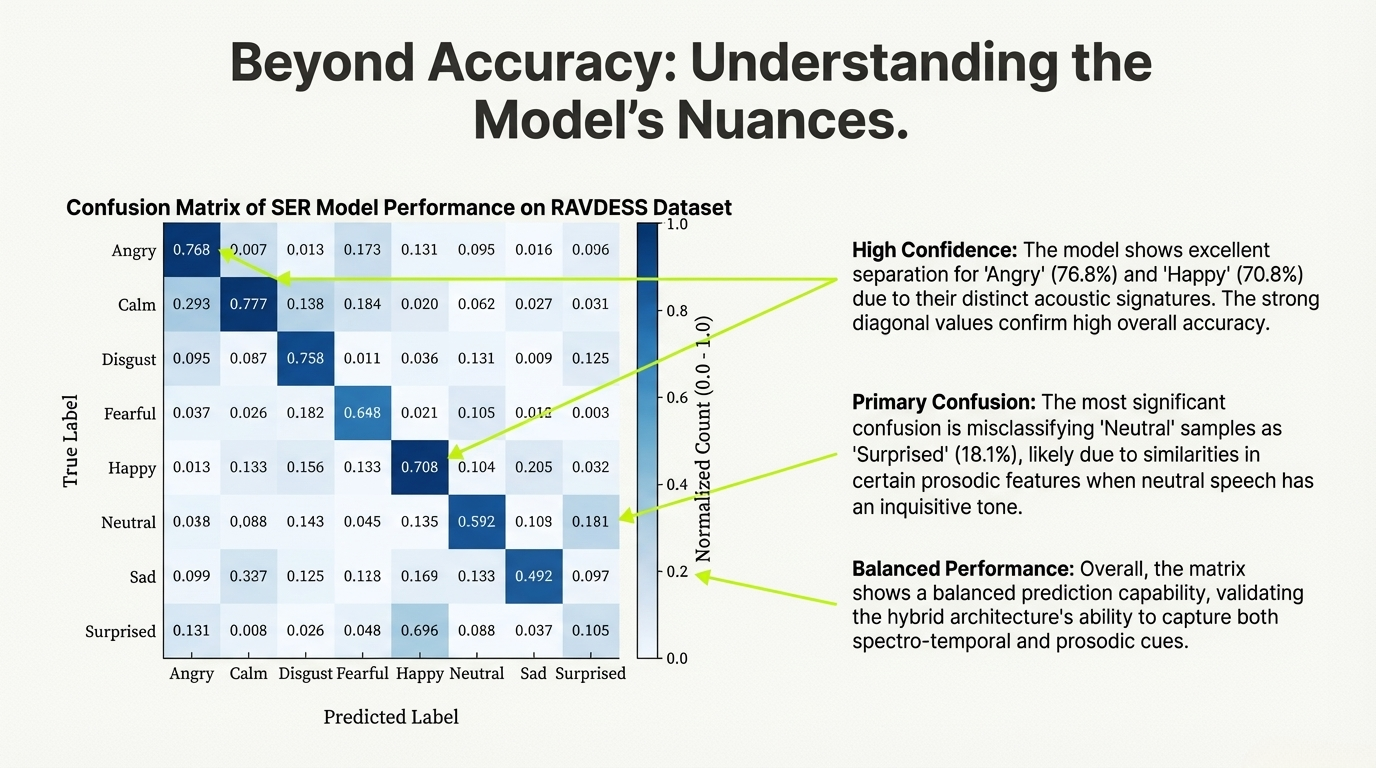 Beyond Accuracy: Understanding the
Model's Nuances.
Confusion Matrix of SER Model Performance on RAVDESS Dataset
True Label
Angry 0.768 0.007 0.013 0.173 0.131 0.095 0.016 0.096
Calm 0.293 0.777 0.138 0.184 0.020 0.062 0.027 0.031
Disgust 0.095 0.087 0.758 0.011 0.036 0.131 0.009 0.125
Fearful 0.037 0.026 0.182 0.648 0.021 0.105 0.003
Happy 0.013 0.133 0.156 0.133 0.708 0.104 0.205 0.032
Neutral 0.038 0.088 0.143 0.045 0.135 0.592 0.181
Sad 0.099 0.337 0.125 0.128 0.169 0.133 0.492 0.097
Surprised 0.131 0.008 0.026 0.048 0.696 0.088 0.037 0.105
Angry Calm Disgust Fearful Happy Neutral Sad Surprised
Predicted Label
1.0
0.8
0.6
0.4
0.2
0.0
Normalized Count (0.0 - 1.0)
High Confidence: The model shows excellent
separation for 'Angry' (76.8%) and 'Happy' (70.8%)
due to their distinct acoustic signatures. The strong
diagonal values confirm high overall accuracy.
Primary Confusion: The most significant
confusion is misclassifying 'Neutral' samples as
'Surprised' (18.1%), likely due to similarities in
certain prosodic features when neutral speech has
an inquisitive tone.
Balanced Performance: Overall, the matrix
shows a balanced prediction capability, validating
the hybrid architecture's ability to capture both
spectro-temporal and prosodic cues.